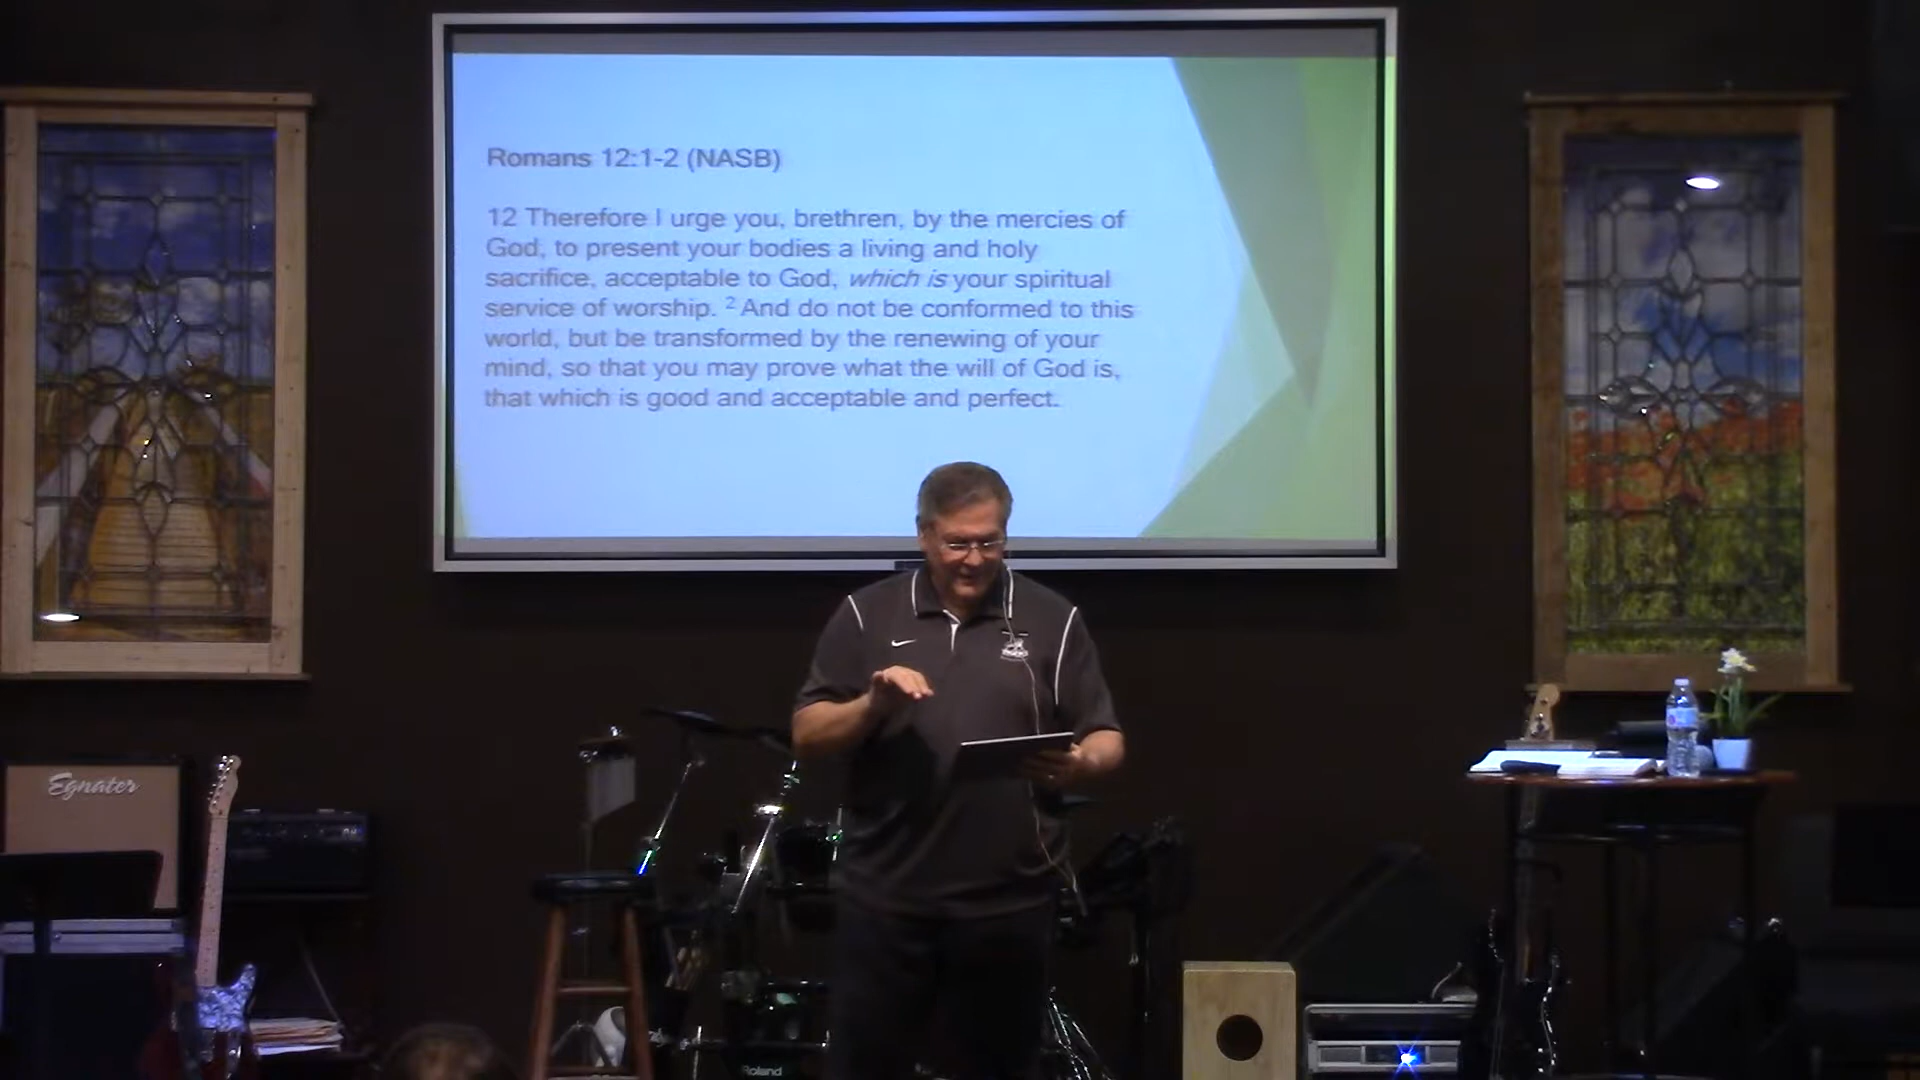 Romans 12:1-2 (NASB)
12 Therefore I urge you, brethren, by the mercies of
God, to present your bodies a living and holy
sacrifice, acceptable to God, which is your spiritual
service of worship. 2 And do not be conformed to this
world, but be transformed by the renewing of your
mind, so that you may prove what the will of God is,
that which is good and acceptable and perfect.
Egnater
Roland